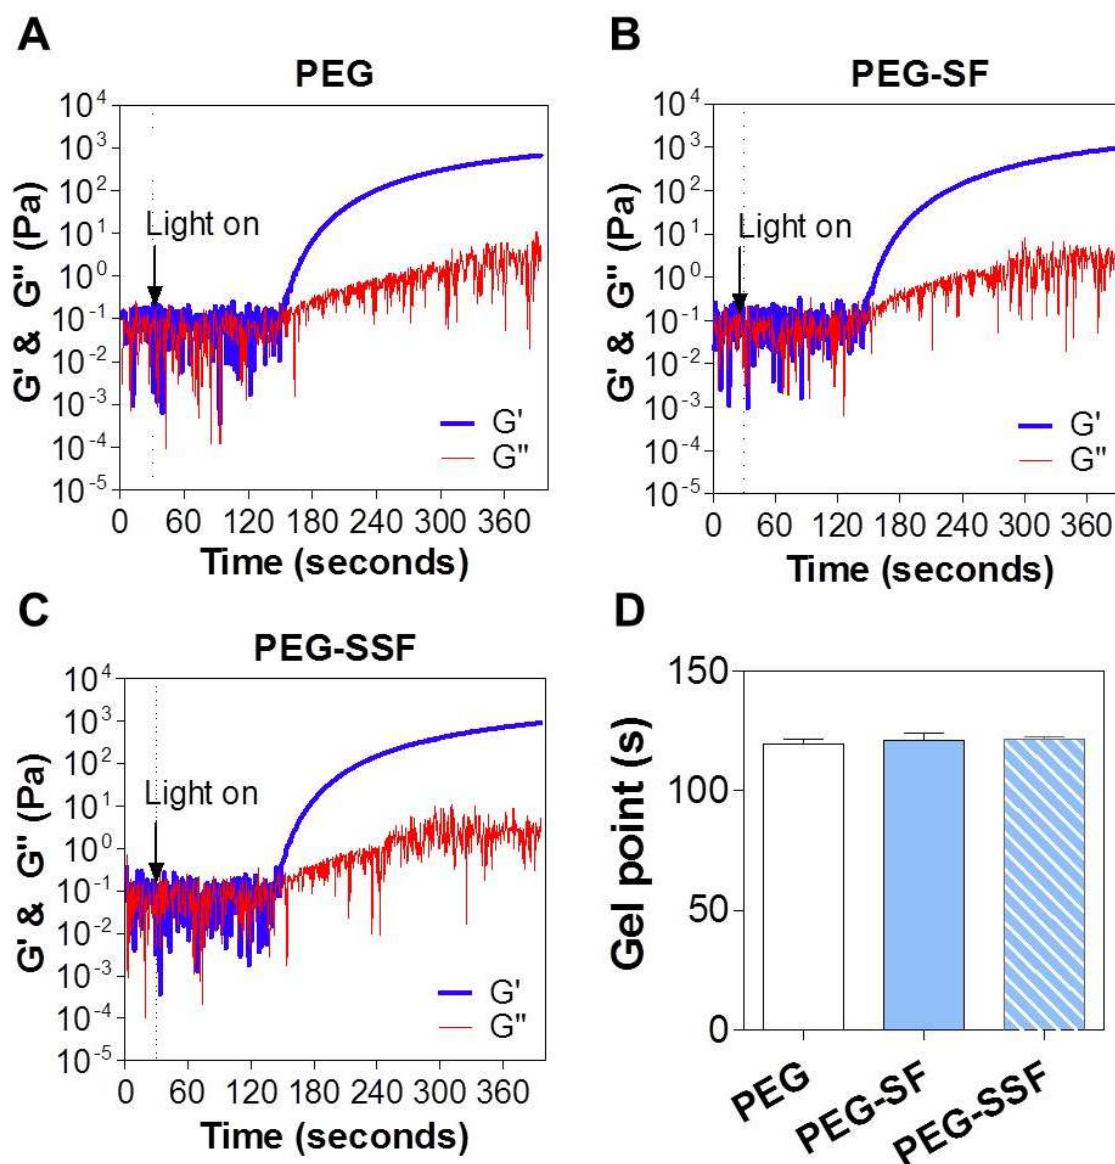 A
PEG
10⁴
10³
10²
10¹
10⁰
10⁻¹
10⁻²
10⁻³
10⁻⁴
10⁻⁵
G' & G'' (Pa)
Light on
G'
G''
0 60 120 180 240 300 360
Time (seconds)
B
PEG-SF
10⁴
10³
10²
10¹
10⁰
10⁻¹
10⁻²
10⁻³
10⁻⁴
10⁻⁵
G' & G'' (Pa)
Light on
G'
G''
0 60 120 180 240 300 360
Time (seconds)
C
PEG-SSF
10⁴
10³
10²
10¹
10⁰
10⁻¹
10⁻²
10⁻³
10⁻⁴
10⁻⁵
G' & G'' (Pa)
Light on
G'
G''
0 60 120 180 240 300 360
Time (seconds)
D
150
100
50
0
Gel point (s)
PEG
PEG-SF
PEG-SSF